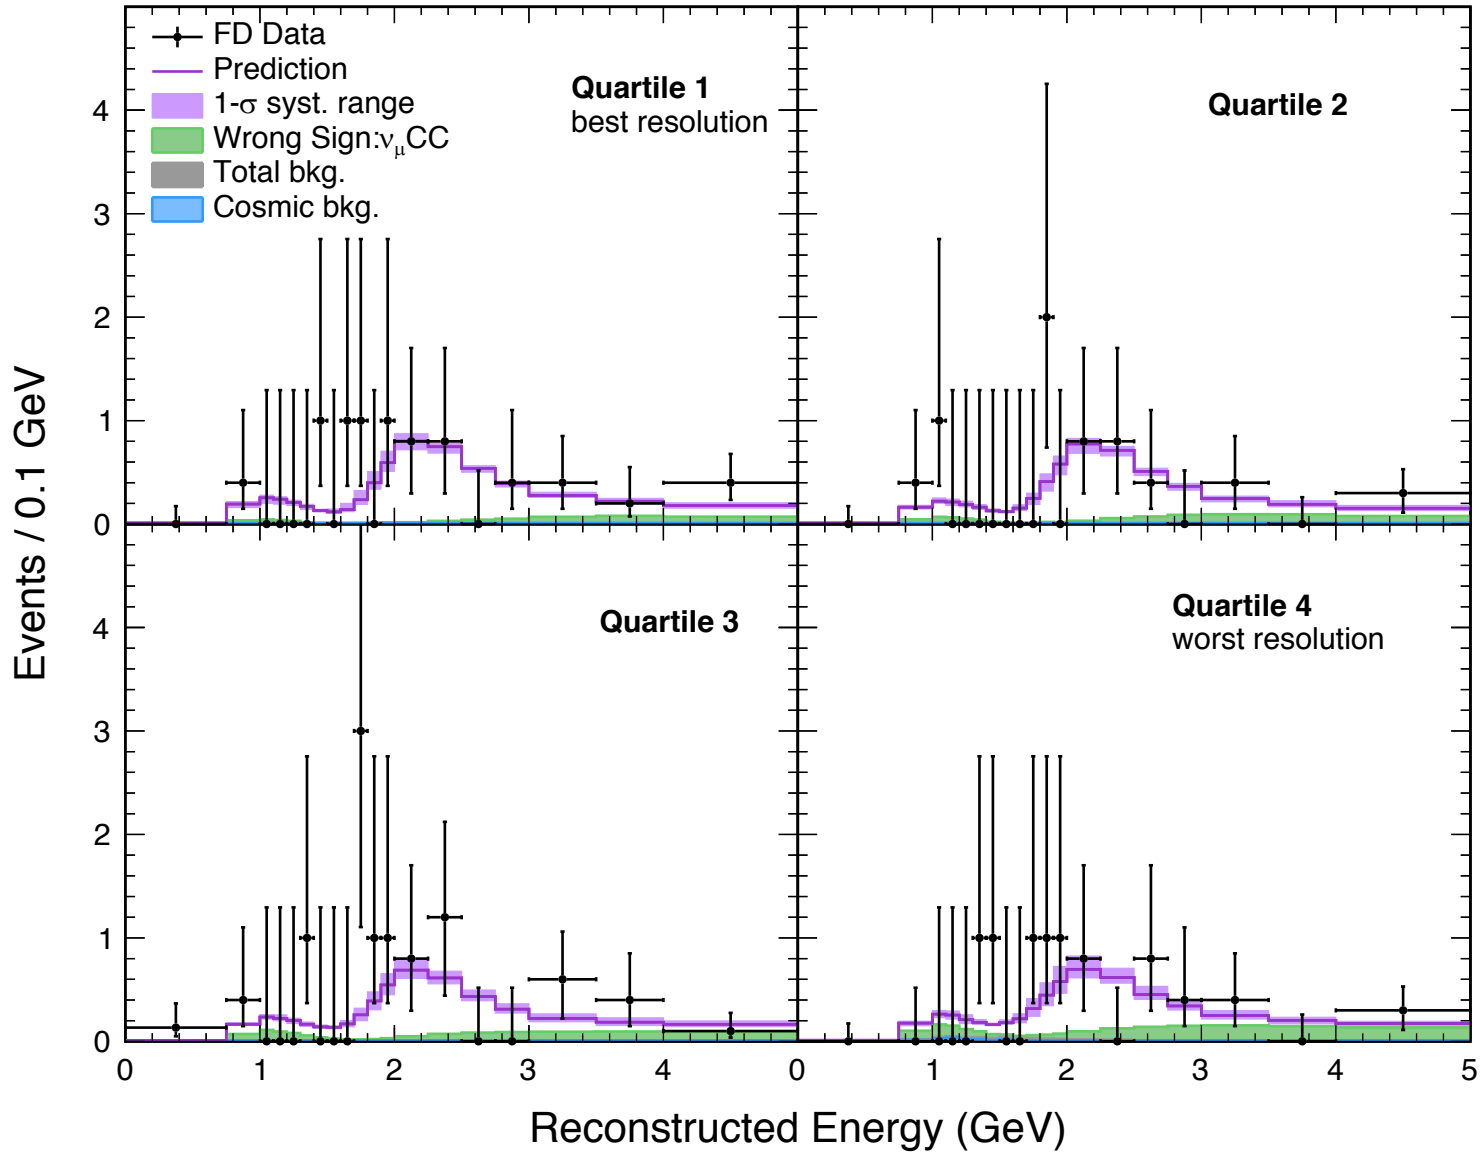 FD Data
Prediction
1-σ syst. range
Wrong Sign:νμCC
Total bkg.
Cosmic bkg.
Quartile 1
best resolution
Quartile 2
Quartile 3
Quartile 4
worst resolution
Events / 0.1 GeV
4
3
2
1
0
4
3
2
1
0
0 1 2 3 4 0 1 2 3 4 5
Reconstructed Energy (GeV)